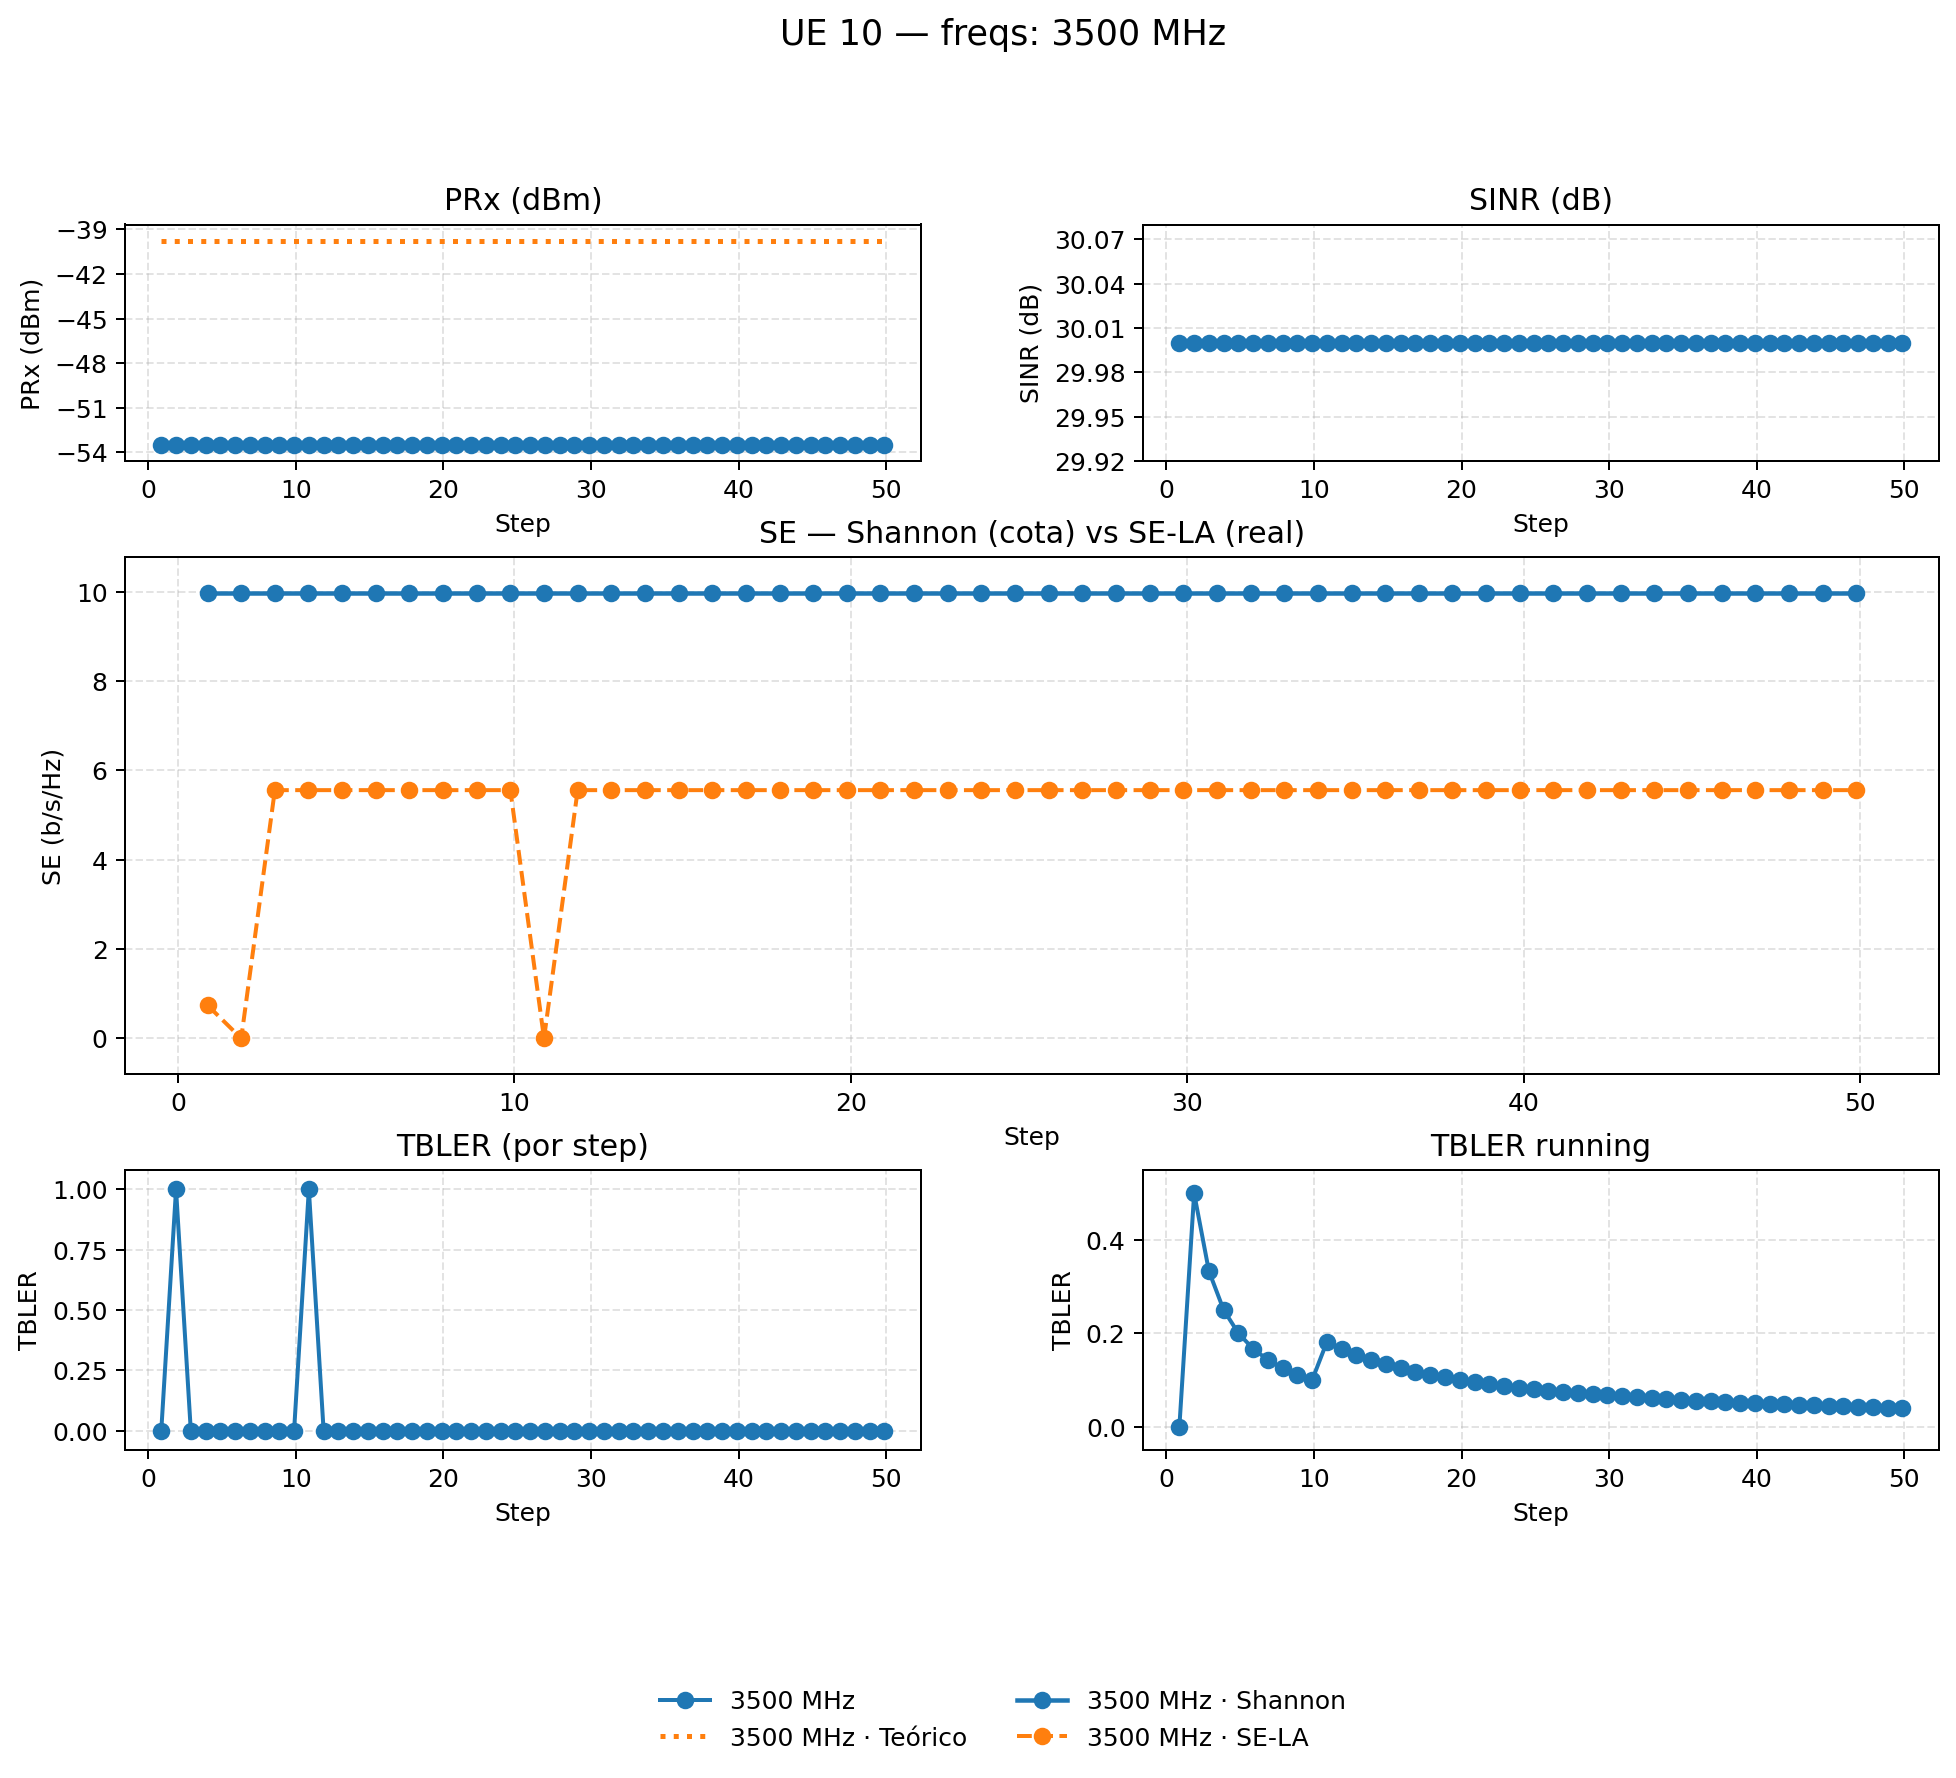 UE 10 — freqs: 3500 MHz
PRx (dBm)
PRx (dBm)
−39
−42
−45
−48
−51
−54
0 10 20 30 40 50
Step
SINR (dB)
SINR (dB)
30.07
30.04
30.01
29.98
29.95
29.92
0 10 20 30 40 50
Step
SE — Shannon (cota) vs SE-LA (real)
SE (b/s/Hz)
10
8
6
4
2
0
0 10 20 30 40 50
Step
TBLER (por step)
TBLER
1.00
0.75
0.50
0.25
0.00
0 10 20 30 40 50
Step
TBLER running
TBLER
0.4
0.2
0.0
0 10 20 30 40 50
Step
3500 MHz
3500 MHz · Teórico
3500 MHz · Shannon
3500 MHz · SE-LA